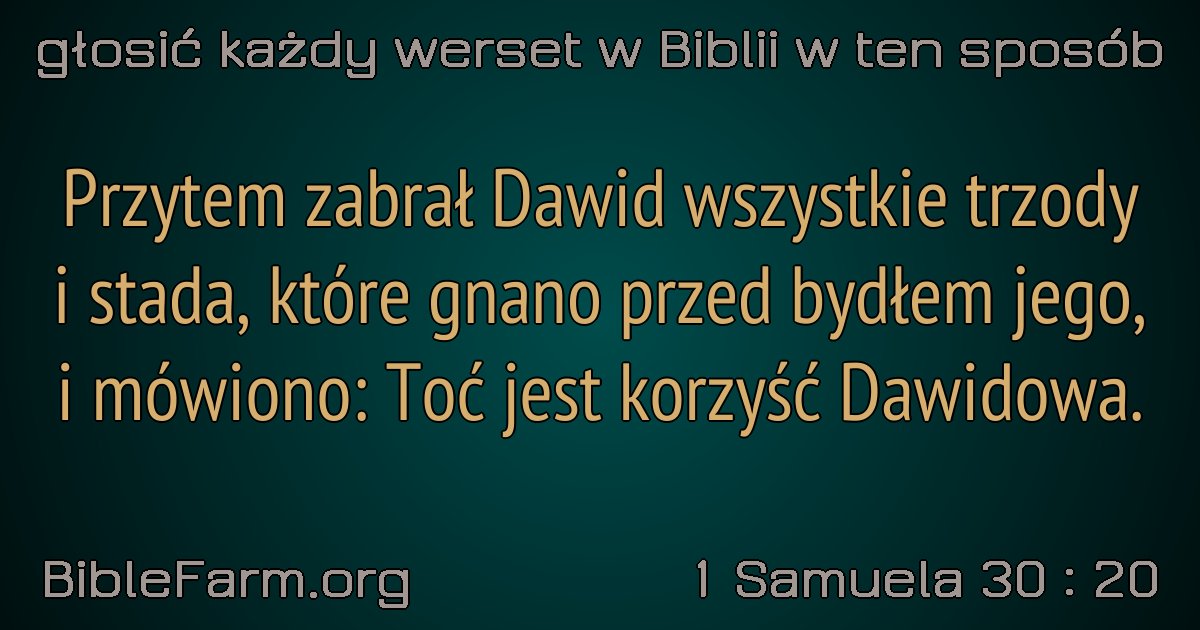 głosić każdy werset w Biblii w ten sposób
Przytem zabrał Dawid wszystkie trzody
i stada, które gnano przed bydłem jego,
i mówiono: Toć jest korzyść Dawidowa.
BibleFarm.org
1 Samuela 30 : 20